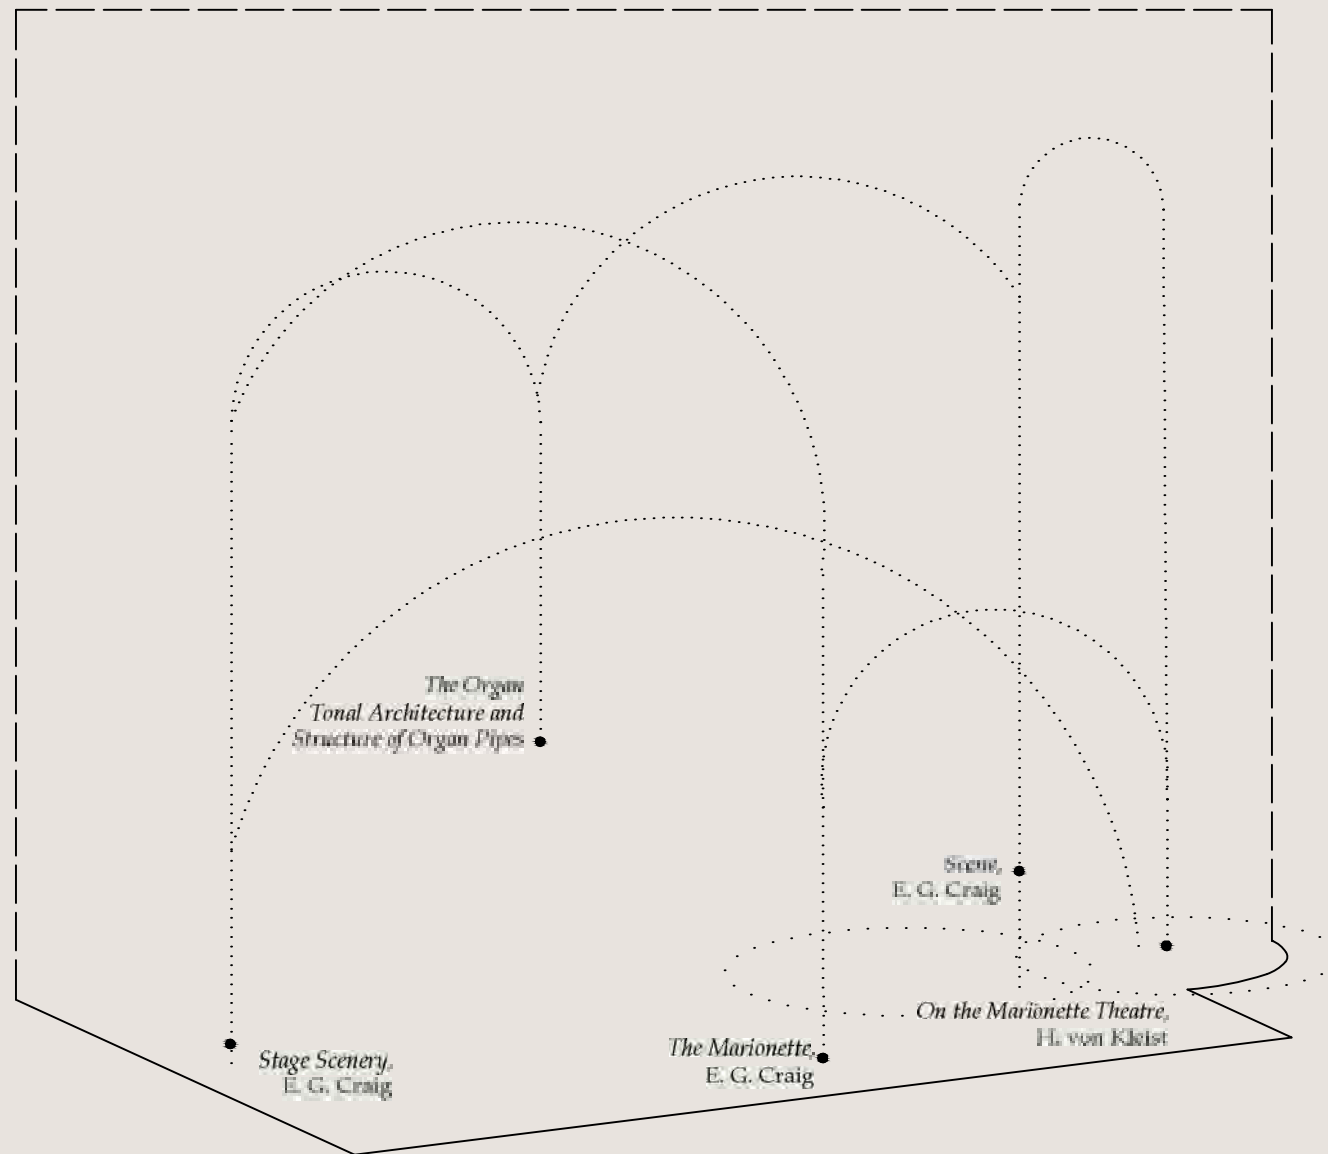 The Organ
Tonal Architecture and
Structure of Organ Pipes
Scene,
E. G. Craig
On the Marionette Theatre,
H. von Kleist
The Marionette,
E. G. Craig
Stage Scenery,
E. G. Craig